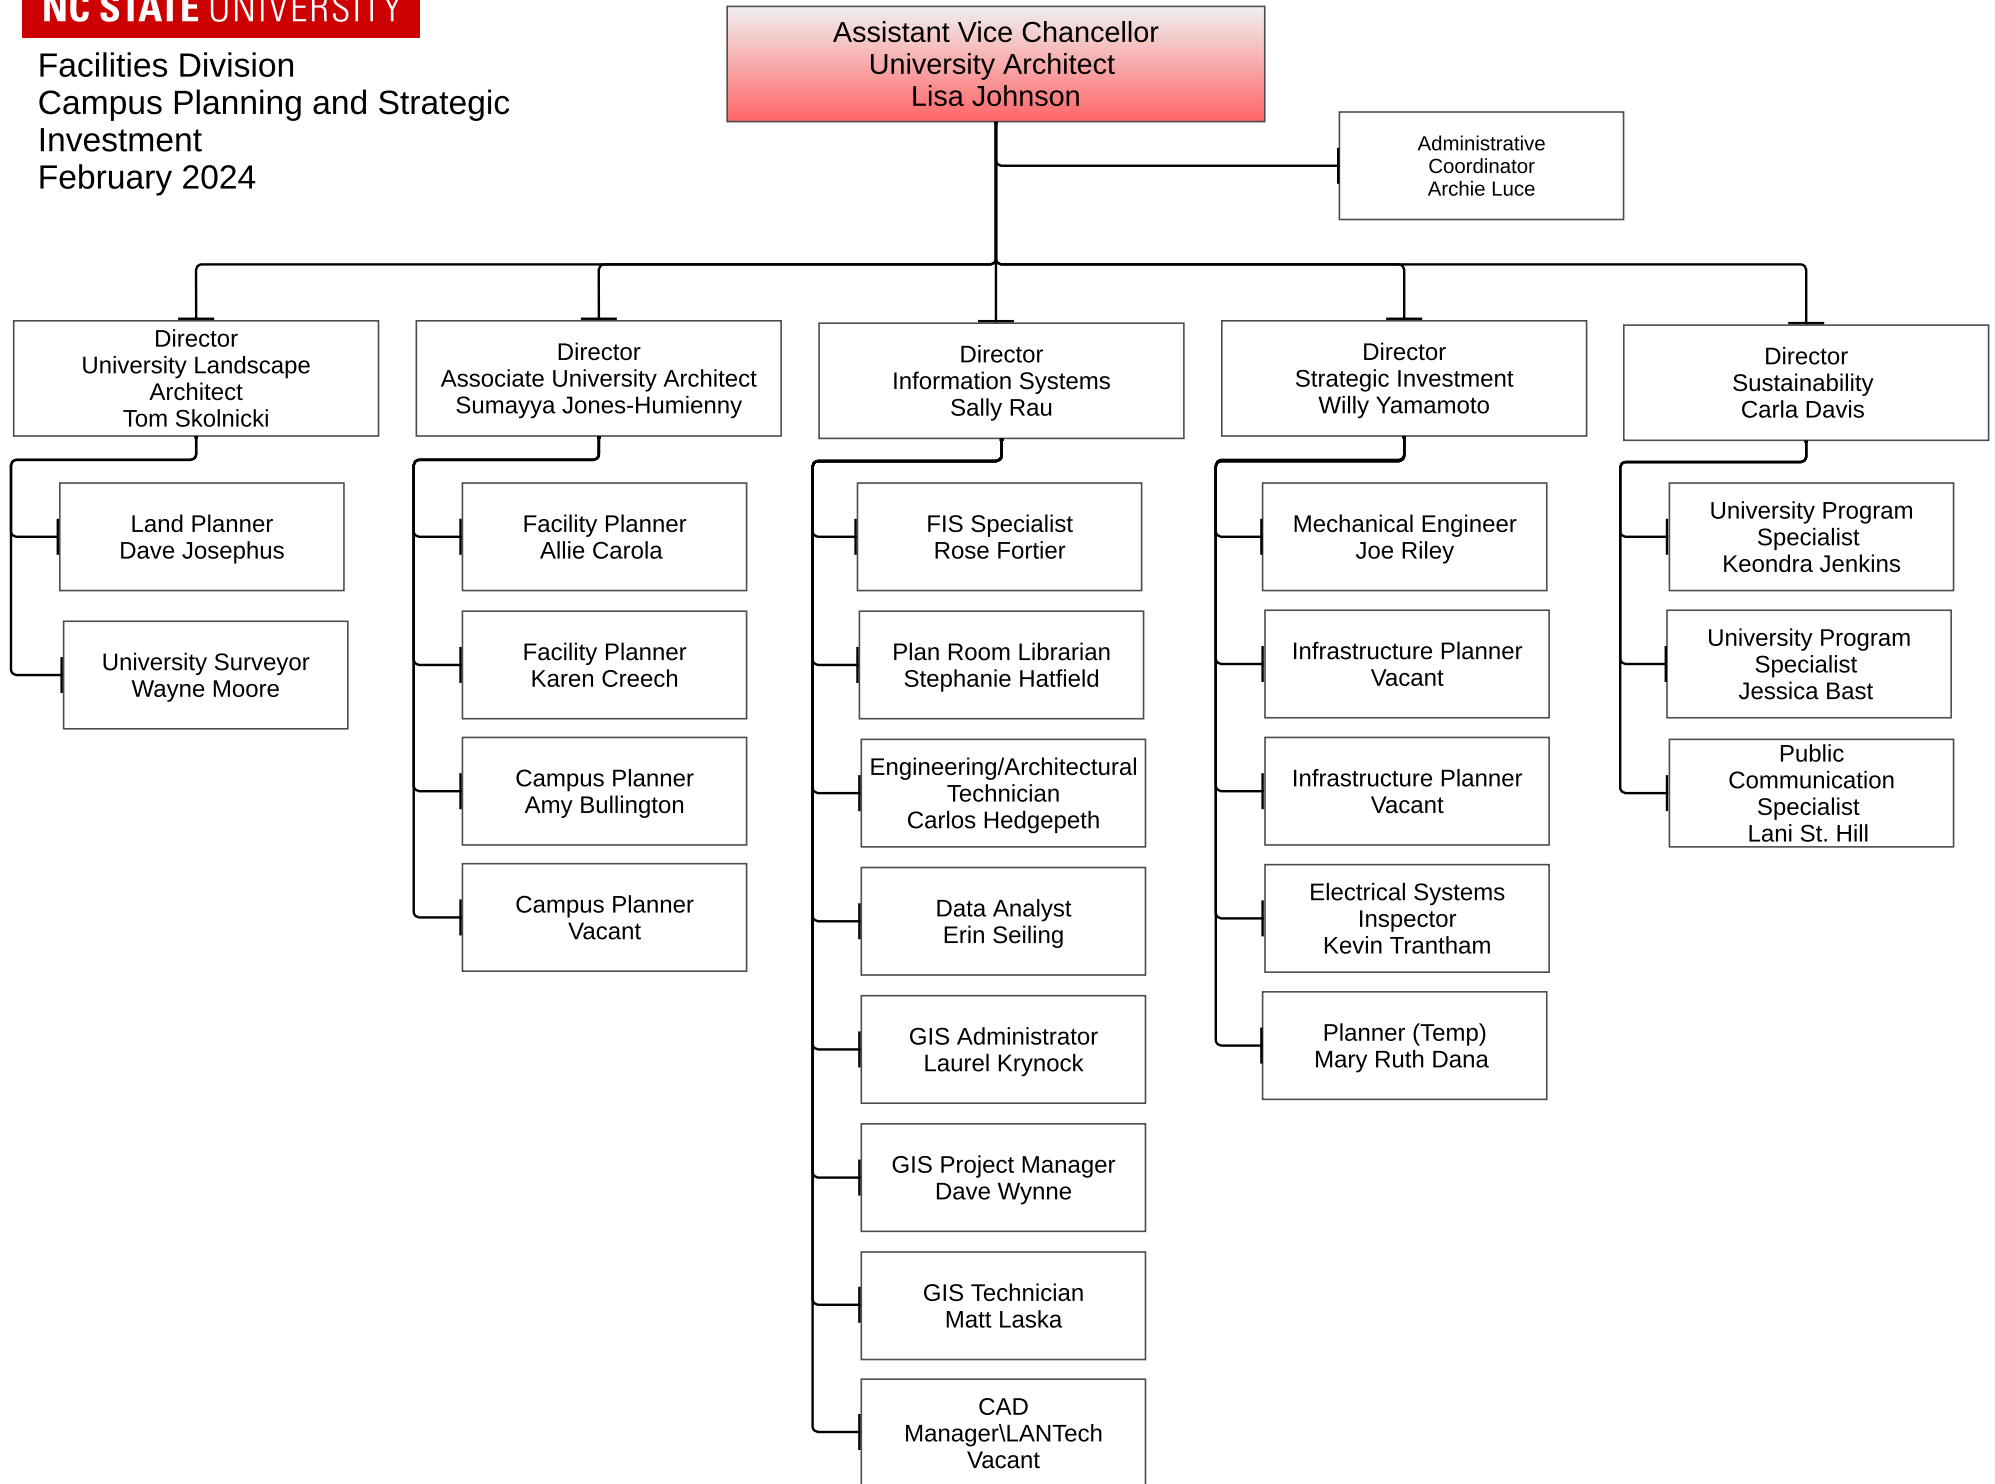 NC STATE UNIVERSITY
Facilities Division
Campus Planning and Strategic
Investment
February 2024
Assistant Vice Chancellor
University Architect
Lisa Johnson
Administrative
Coordinator
Archie Luce
Director
University Landscape
Architect
Tom Skolnicki
Director
Associate University Architect
Sumayya Jones-Humienny
Director
Information Systems
Sally Rau
Director
Strategic Investment
Willy Yamamoto
Director
Sustainability
Carla Davis
Land Planner
Dave Josephus
University Surveyor
Wayne Moore
Facility Planner
Allie Carola
Facility Planner
Karen Creech
Campus Planner
Amy Bullington
Campus Planner
Vacant
FIS Specialist
Rose Fortier
Plan Room Librarian
Stephanie Hatfield
Engineering/Architectural
Technician
Carlos Hedgepeth
Data Analyst
Erin Seiling
GIS Administrator
Laurel Krynock
GIS Project Manager
Dave Wynne
GIS Technician
Matt Laska
CAD
Manager\LANTech
Vacant
Mechanical Engineer
Joe Riley
Infrastructure Planner
Vacant
Infrastructure Planner
Vacant
Electrical Systems
Inspector
Kevin Trantham
Planner (Temp)
Mary Ruth Dana
University Program
Specialist
Keondra Jenkins
University Program
Specialist
Jessica Bast
Public
Communication
Specialist
Lani St. Hill